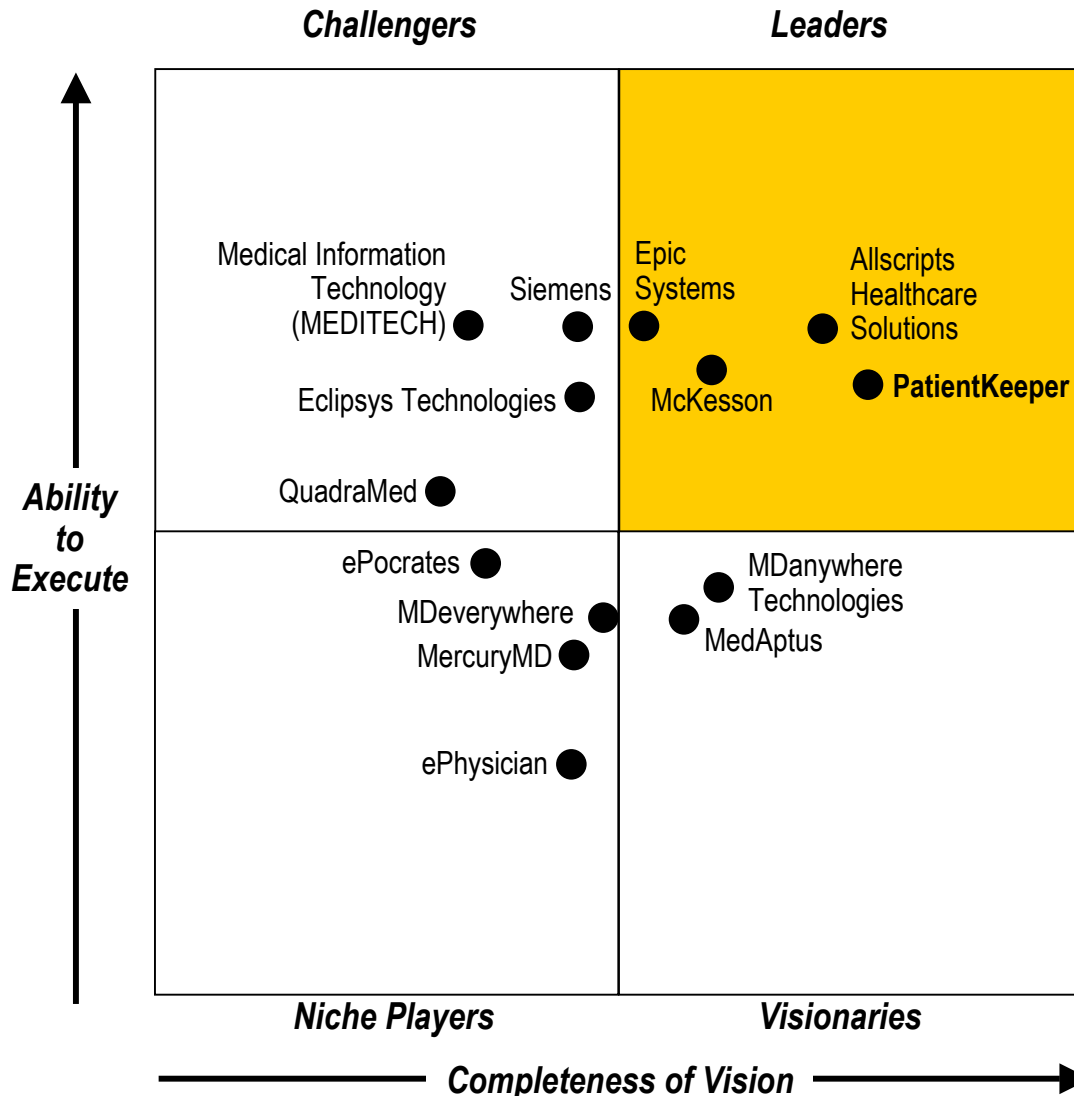 Challengers
Leaders
Medical Information
Technology
(MEDITECH)
Siemens
Epic
Systems
Allscripts
Healthcare
Solutions
Eclipsys Technologies
McKesson
PatientKeeper
QuadraMed
Ability
to
Execute
ePocrates
MDeverywhere
MercuryMD
MDanywhere
Technologies
MedAptus
ePhysician
Niche Players
Visionaries
Completeness of Vision